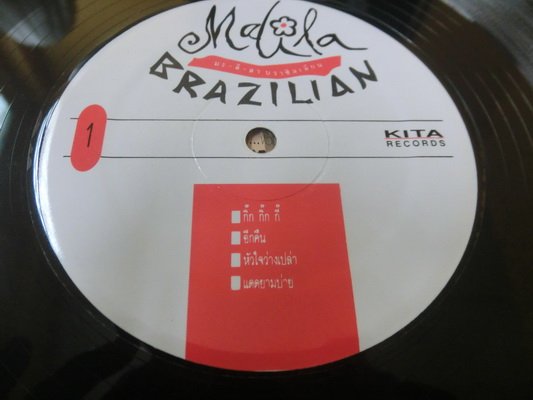 Malila
มะ-ลิ-ลา บราซิลเลี่ยน
BRAZILIAN
1
KITA
RECORDS
กิ๊ก กิ๊ก
อีกคืน
หัวใจว่างเปล่า
แดดยามบ่าย